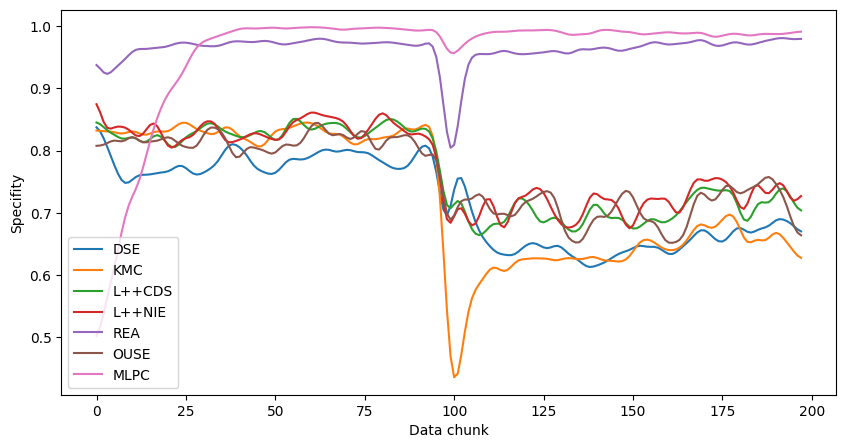 1.0
0.9
0.8
0.7
0.6
0.5
Specifity
DSE
KMC
L++CDS
L++NIE
REA
OUSE
MLPC
0 25 50 75 100 125 150 175 200
Data chunk